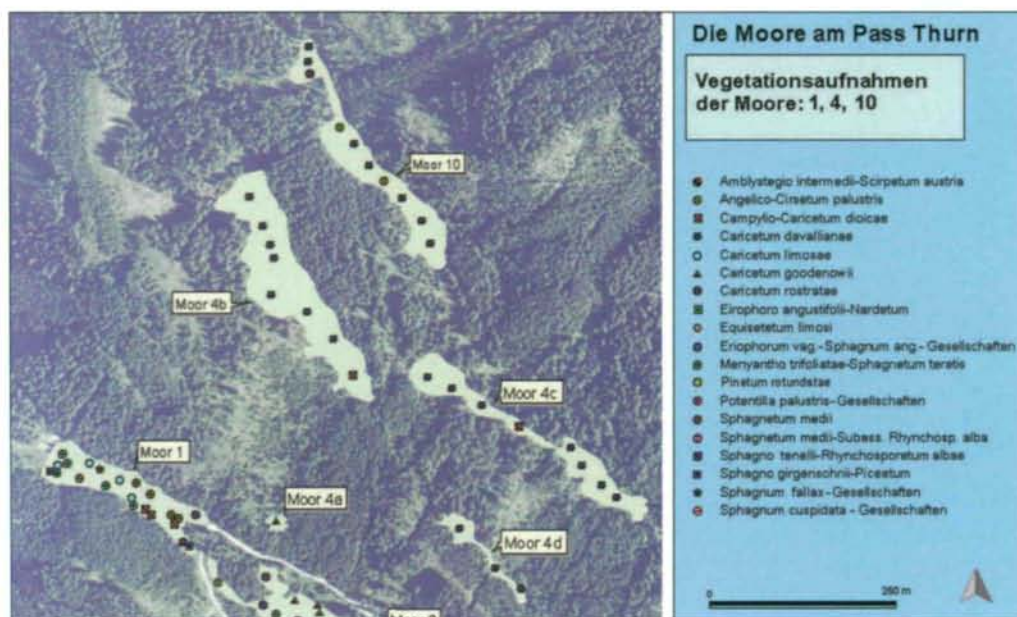 Die Moore am Pass Thurn
Vegetationsaufnahmen
der Moore: 1, 4, 10
Amblystegio intermedii-Scirpetum austria
Angelico-Cirsetum palustris
Campylio-Caricetum dioicae
Caricetum davallianae
Caricetum limosae
Caricetum goodenowii
Caricetum rostratae
Eirophoro angustifolii-Nardetum
Equisetetum limosi
Eriophorum vag.-Sphagnum ang.-Gesellschaften
Menyantho trifoliatae-Sphagnetum teretis
Pinetum rotundatae
Potentilla palustris-Gesellschaften
Sphagnetum medii
Sphagnetum medii-Subass. Rhynchosp. alba
Sphagno tenelli-Rhynchosporetum albae
Sphagno girgensohnii-Piceetum
Sphagnum fallax-Gesellschaften
Sphagnum cuspidata - Gesellschaften
0 250 m
Moor 10
Moor 4b
Moor 4c
Moor 1
Moor 4a
Moor 4d